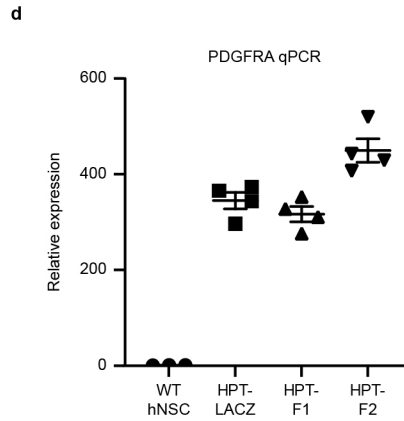 d
PDGFRA qPCR
Relative expression
600
400
200
0
WT
hNSC
HPT-
LACZ
HPT-
F1
HPT-
F2